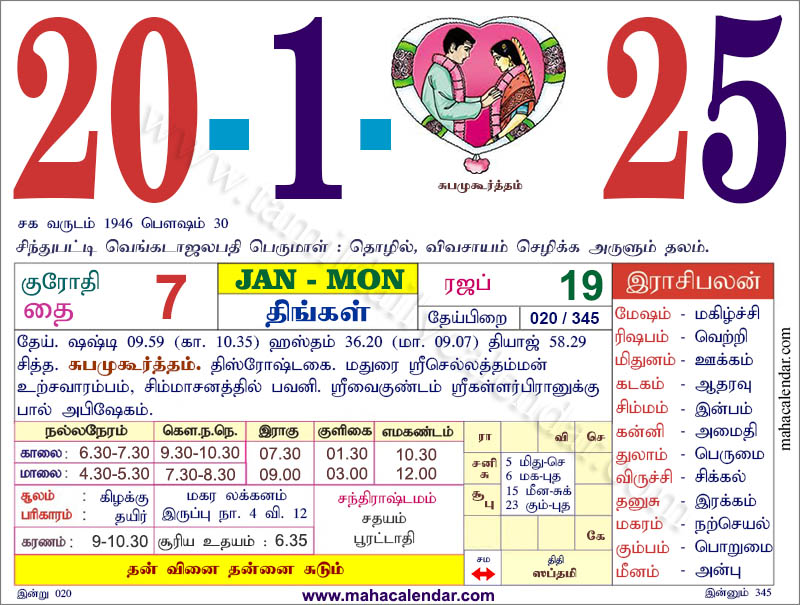 20 - 1 - 25
சுபமுகூர்த்தம்
சக வருடம் 1946 பௌஷம் 30
சிந்துபட்டி வெங்கடாஜலபதி பெருமாள் : தொழில், விவசாயம் செழிக்க அருளும் தலம்.
குரோதி
தை 7
JAN - MON
திங்கள்
ரஜப் 19
தேய்பிறை 020 / 345
தேய். ஷஷ்டி 09.59 (கா. 10.35) ஹஸ்தம் 36.20 (மா. 09.07) தியாஜ் 58.29
சித்த. சுபமுகூர்த்தம். திஸ்ரோஷ்டகை. மதுரை ஸ்ரீசெல்லத்தம்மன்
உற்சவாரம்பம், சிம்மாசனத்தில் பவனி. ஸ்ரீவைகுண்டம் ஸ்ரீகள்ளர்பிரானுக்கு
பால் அபிஷேகம்.
நல்லநேரம் கௌ.ந.நெ. இராகு குளிகை எமகண்டம்
காலை: 6.30-7.30 9.30-10.30 07.30 01.30 10.30
மாலை: 4.30-5.30 7.30-8.30 09.00 03.00 12.00
சூலம் : கிழக்கு
பரிகாரம் : தயிர்
மகர லக்கனம்
இருப்பு நா. 4 வி. 12
சந்திராஷ்டமம்
சதயம்
பூரட்டாதி
கரணம்: 9-10.30 சூரிய உதயம் : 6.35
தன் வினை தன்னை சுடும்
ரா வி செ
சனி
சு
சூ
பு
கே
5 மிது-செ
6 மக-புத
15 மீன-சுக்
23 கும்-புத
சம
திதி
ஸப்தமி
இராசிபலன்
மேஷம் - மகிழ்ச்சி
ரிஷபம் - வெற்றி
மிதுனம் - ஊக்கம்
கடகம் - ஆதரவு
சிம்மம் - இன்பம்
கன்னி - அமைதி
துலாம் - பெருமை
விருச்சி - சிக்கல்
தனுசு - இரக்கம்
மகரம் - நற்செயல்
கும்பம் - பொறுமை
மீனம் - அன்பு
இன்று 020
www.mahacalendar.com
இன்னும் 345
mahacalendar.com
mahacalendar.com
www.tamildailycalendar.com